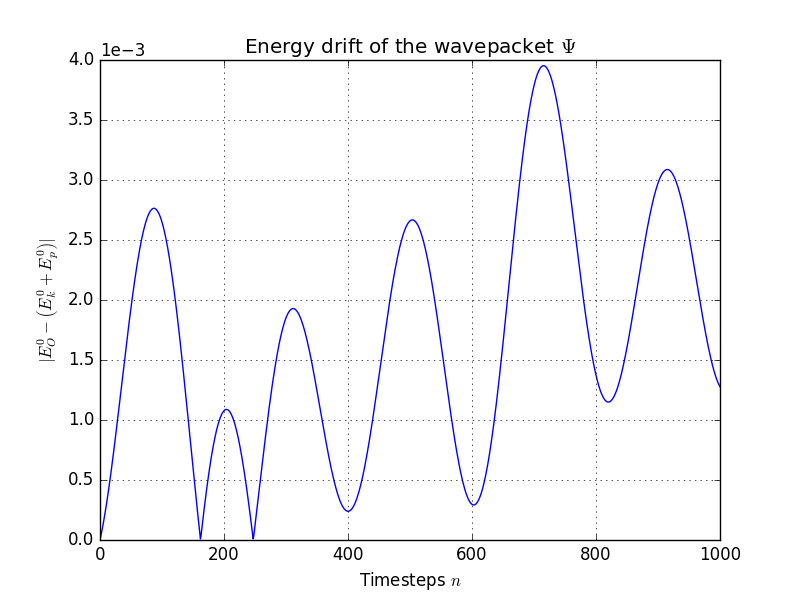 Energy drift of the wavepacket Ψ
1e−3
4.0
3.5
3.0
2.5
2.0
1.5
1.0
0.5
0.0
|E_O^0 − (E_k^0 + E_p^0)|
0 200 400 600 800 1000
Timesteps n